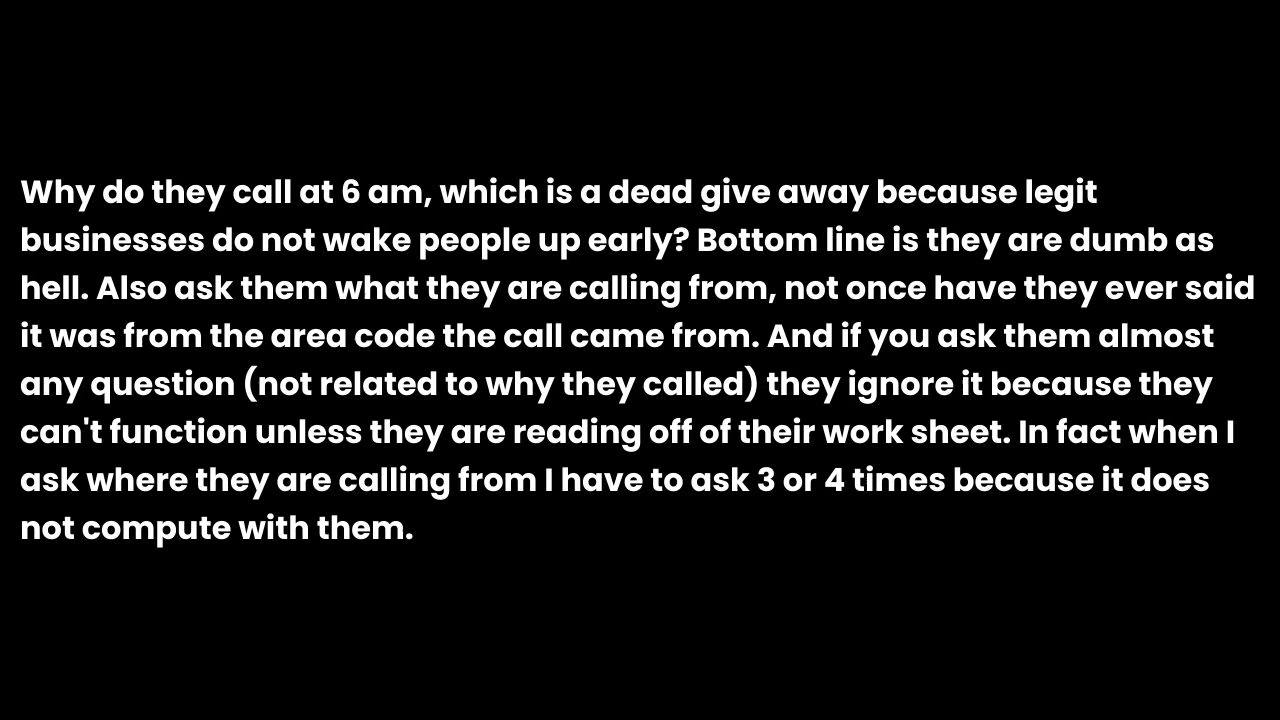 Why do they call at 6 am, which is a dead give away because legit
businesses do not wake people up early? Bottom line is they are dumb as
hell. Also ask them what they are calling from, not once have they ever said
it was from the area code the call came from. And if you ask them almost
any question (not related to why they called) they ignore it because they
can't function unless they are reading off of their work sheet. In fact when I
ask where they are calling from I have to ask 3 or 4 times because it does
not compute with them.